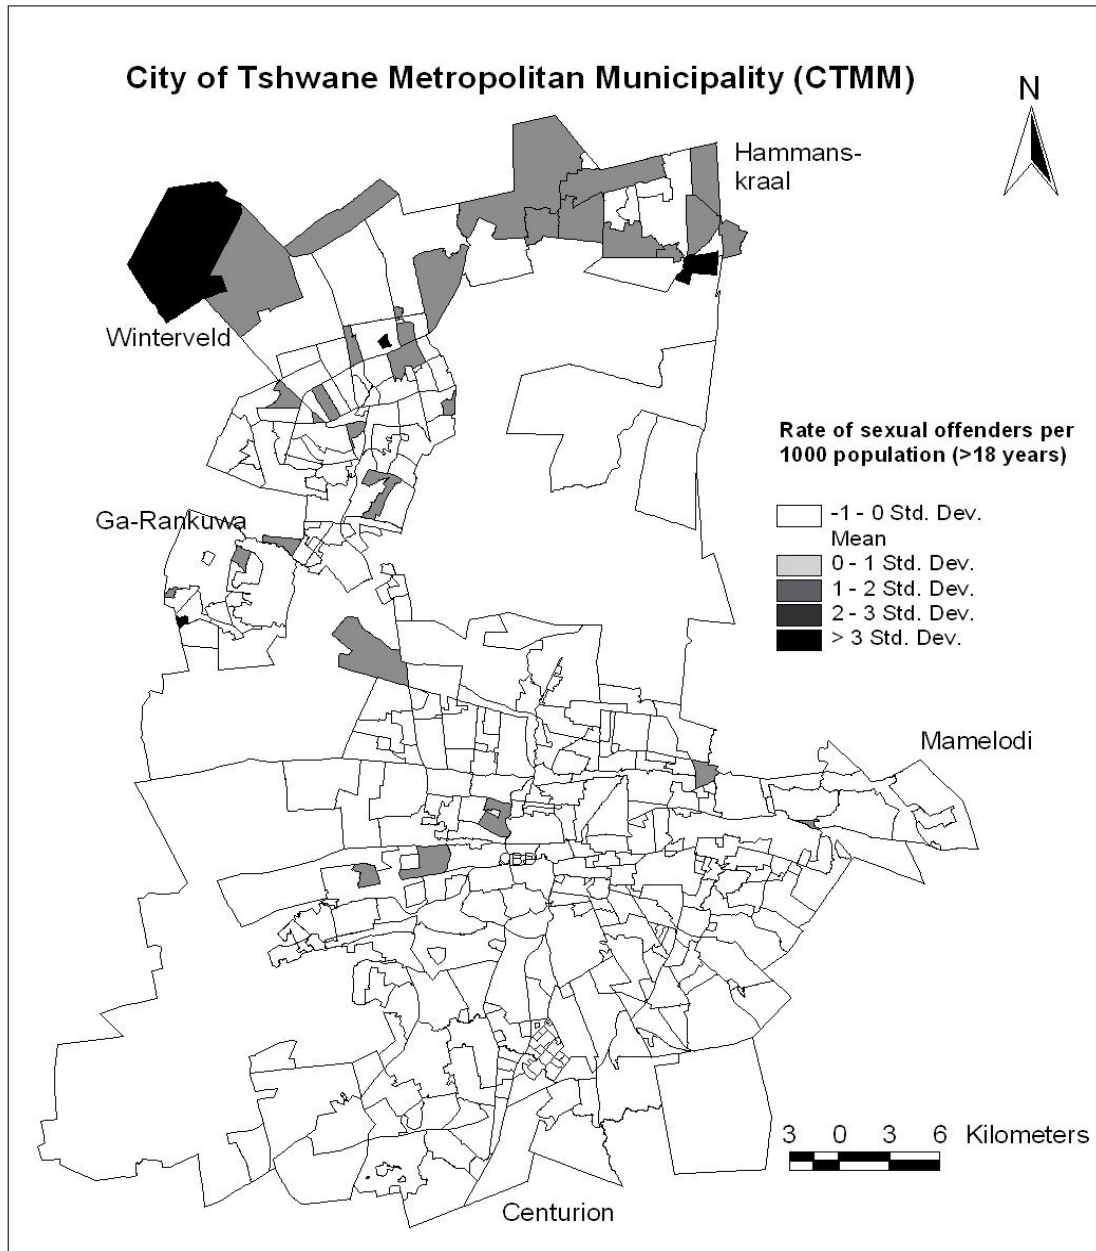 City of Tshwane Metropolitan Municipality (CTMM)
N
Hammans-
kraal
Winterveld
Rate of sexual offenders per
1000 population (>18 years)
-1 - 0 Std. Dev.
Mean
0 - 1 Std. Dev.
1 - 2 Std. Dev.
2 - 3 Std. Dev.
> 3 Std. Dev.
Ga-Rankuwa
Mamelodi
CBD
3 0 3 6 Kilometers
Centurion